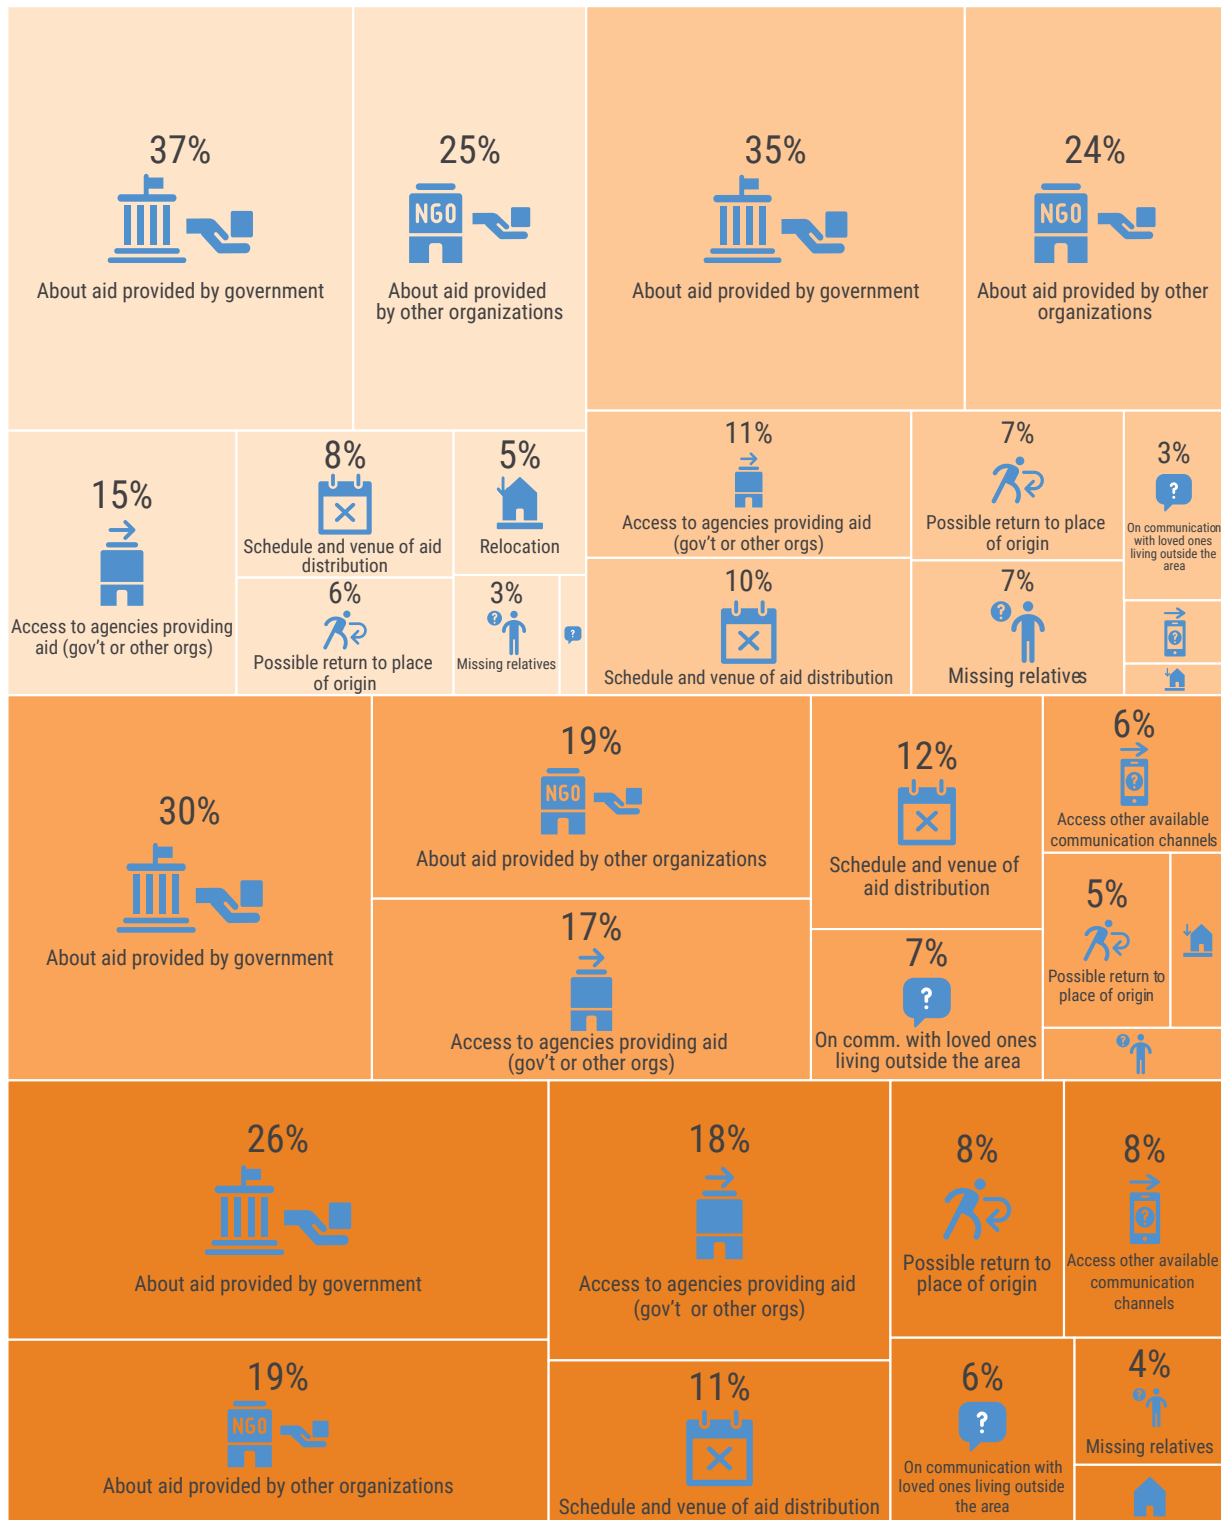 37%
About aid provided by government
25%
NGO
About aid provided
by other organizations
35%
About aid provided by government
24%
NGO
About aid provided by other
organizations
15%
Access to agencies providing
aid (gov't or other orgs)
8%
Schedule and venue of aid
distribution
5%
Relocation
6%
Possible return to place
of origin
3%
?
Missing relatives
?
11%
Access to agencies providing aid
(gov't or other orgs)
7%
Possible return to place
of origin
3%
?
On communication
with loved ones
living outside the
area
10%
Schedule and venue of aid distribution
7%
?
Missing relatives
?
30%
About aid provided by government
19%
NGO
About aid provided by other organizations
17%
Access to agencies providing aid
(gov't or other orgs)
12%
Schedule and venue of
aid distribution
7%
?
On comm. with loved ones
living outside the area
6%
?
Access other available
communication channels
5%
Possible return to
place of origin
?
26%
About aid provided by government
19%
NGO
About aid provided by other organizations
18%
Access to agencies providing aid
(gov't or other orgs)
11%
Schedule and venue of aid distribution
8%
Possible return to
place of origin
8%
?
Access other available
communication
channels
6%
?
On communication with
loved ones living outside
the area
4%
?
Missing relatives